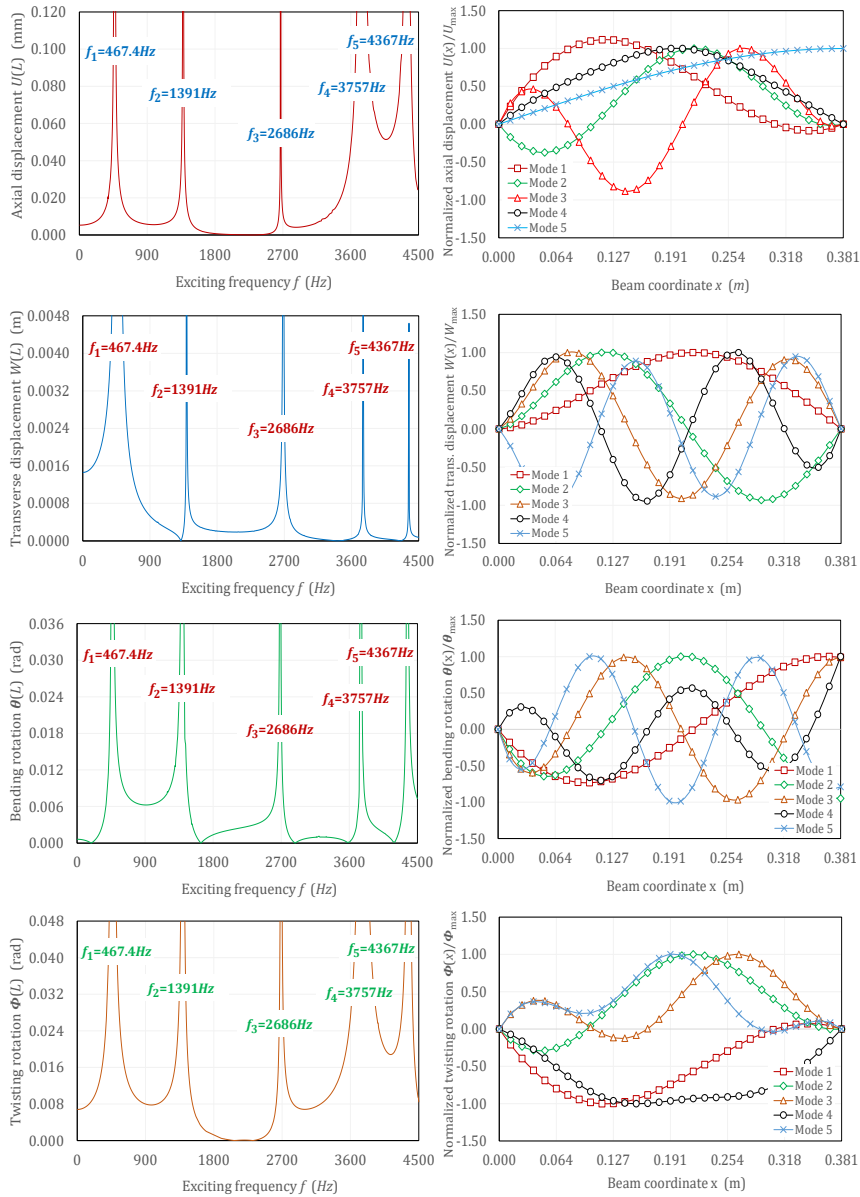 Axial displacement U(L) (mm)
0.120
0.100
0.080
0.060
0.040
0.020
0.000
f1=467.4Hz
f2=1391Hz
f3=2686Hz
f4=3757Hz
f5=4367Hz
0
900
1800
2700
3600
4500
Exciting frequency f (Hz)
Normalized axial displacement U(x)/Umax
1.50
1.00
0.50
0.00
-0.50
-1.00
-1.50
Mode 1
Mode 2
Mode 3
Mode 4
Mode 5
0.000
0.064
0.127
0.191
0.254
0.318
0.381
Beam coordinate x (m)
Transverse displacement W(L) (m)
0.0048
0.0040
0.0032
0.0024
0.0016
0.0008
0.0000
f1=467.4Hz
f2=1391Hz
f3=2686Hz
f4=3757Hz
f5=4367Hz
0
900
1800
2700
3600
4500
Exciting frequency f (Hz)
Normalized trans. displacement W(x)/Wmax
1.50
1.00
0.50
0.00
-0.50
-1.00
-1.50
Mode 1
Mode 2
Mode 3
Mode 4
Mode 5
0.000
0.064
0.127
0.191
0.254
0.318
0.381
Beam coordinate x (m)
Bending rotation θ(L) (rad)
0.036
0.030
0.024
0.018
0.012
0.006
0.000
f1=467.4Hz
f2=1391Hz
f3=2686Hz
f4=3757Hz
f5=4367Hz
0
900
1800
2700
3600
4500
Exciting frequency f (Hz)
Normalized bending rotation θ(x)/θmax
1.50
1.00
0.50
0.00
-0.50
-1.00
-1.50
Mode 1
Mode 2
Mode 3
Mode 4
Mode 5
0.000
0.064
0.127
0.191
0.254
0.318
0.381
Beam coordinate x (m)
Twisting rotation Φ(L) (rad)
0.048
0.040
0.032
0.024
0.016
0.008
0.000
f1=467.4Hz
f2=1391Hz
f3=2686Hz
f4=3757Hz
f5=4367Hz
0
900
1800
2700
3600
4500
Exciting frequency f (Hz)
Normalized twisting rotation Φ(x)/Φmax
1.50
1.00
0.50
0.00
-0.50
-1.00
-1.50
Mode 1
Mode 2
Mode 3
Mode 4
Mode 5
0.000
0.064
0.127
0.191
0.254
0.318
0.381
Beam coordinate x (m)